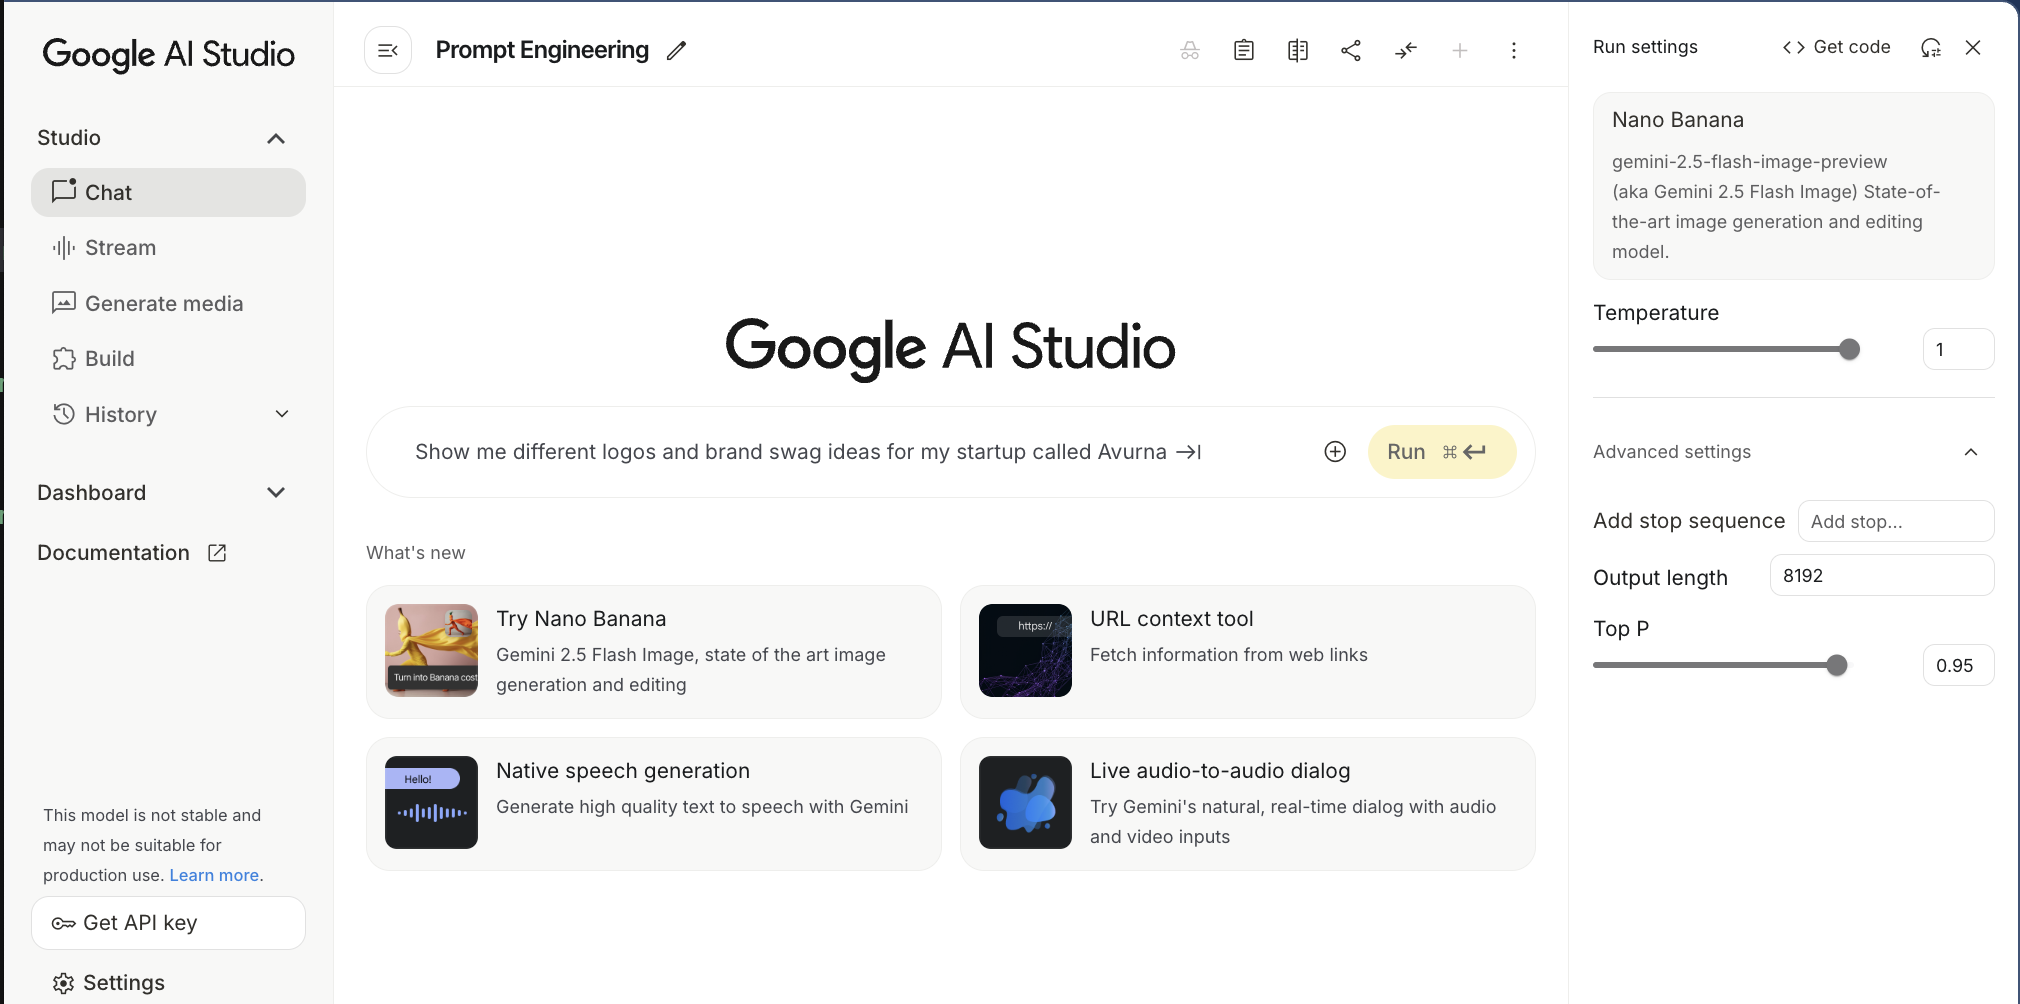 Google AI Studio
Studio
Chat
Stream
Generate media
Build
History
Dashboard
Documentation
This model is not stable and
may not be suitable for
production use. Learn more.
Get API key
Settings
Prompt Engineering
Google AI Studio
Show me different logos and brand swag ideas for my startup called Avurna
Run ⌘
What's new
Turn into Banana cost
Try Nano Banana
Gemini 2.5 Flash Image, state of the art image
generation and editing
https://
URL context tool
Fetch information from web links
Hello!
Native speech generation
Generate high quality text to speech with Gemini
Live audio-to-audio dialog
Try Gemini's natural, real-time dialog with audio
and video inputs
Run settings
Get code
Nano Banana
gemini-2.5-flash-image-preview
(aka Gemini 2.5 Flash Image) State-of-
the-art image generation and editing
model.
Temperature
1
Advanced settings
Add stop sequence
Add stop...
Output length
8192
Top P
0.95